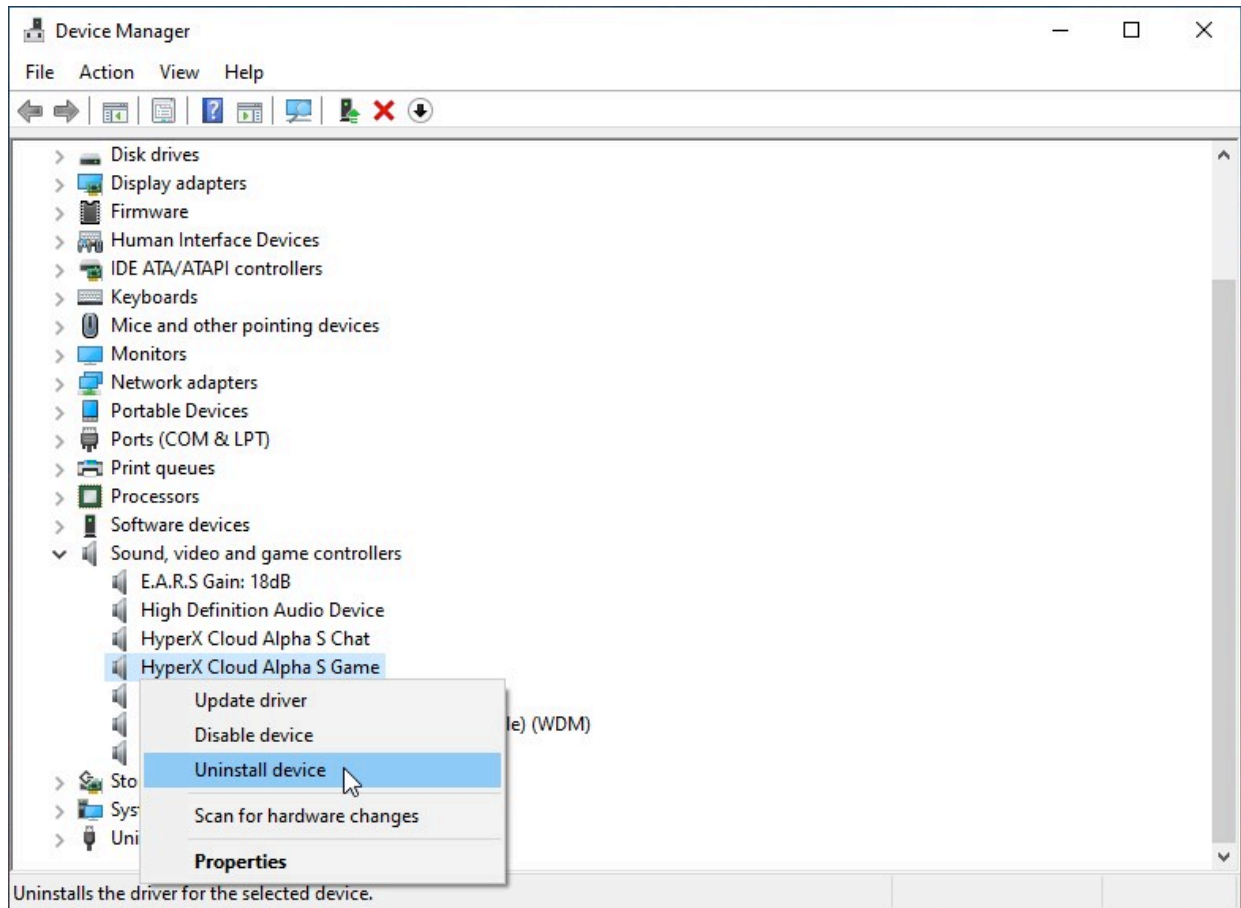 Device Manager
File Action View Help
Disk drives
Display adapters
Firmware
Human Interface Devices
IDE ATA/ATAPI controllers
Keyboards
Mice and other pointing devices
Monitors
Network adapters
Portable Devices
Ports (COM & LPT)
Print queues
Processors
Software devices
Sound, video and game controllers
E.A.R.S Gain: 18dB
High Definition Audio Device
HyperX Cloud Alpha S Chat
HyperX Cloud Alpha S Game
Update driver
le) (WDM)
Disable device
Uninstall device
Sto
Sys
Scan for hardware changes
Uni
Properties
Uninstalls the driver for the selected device.